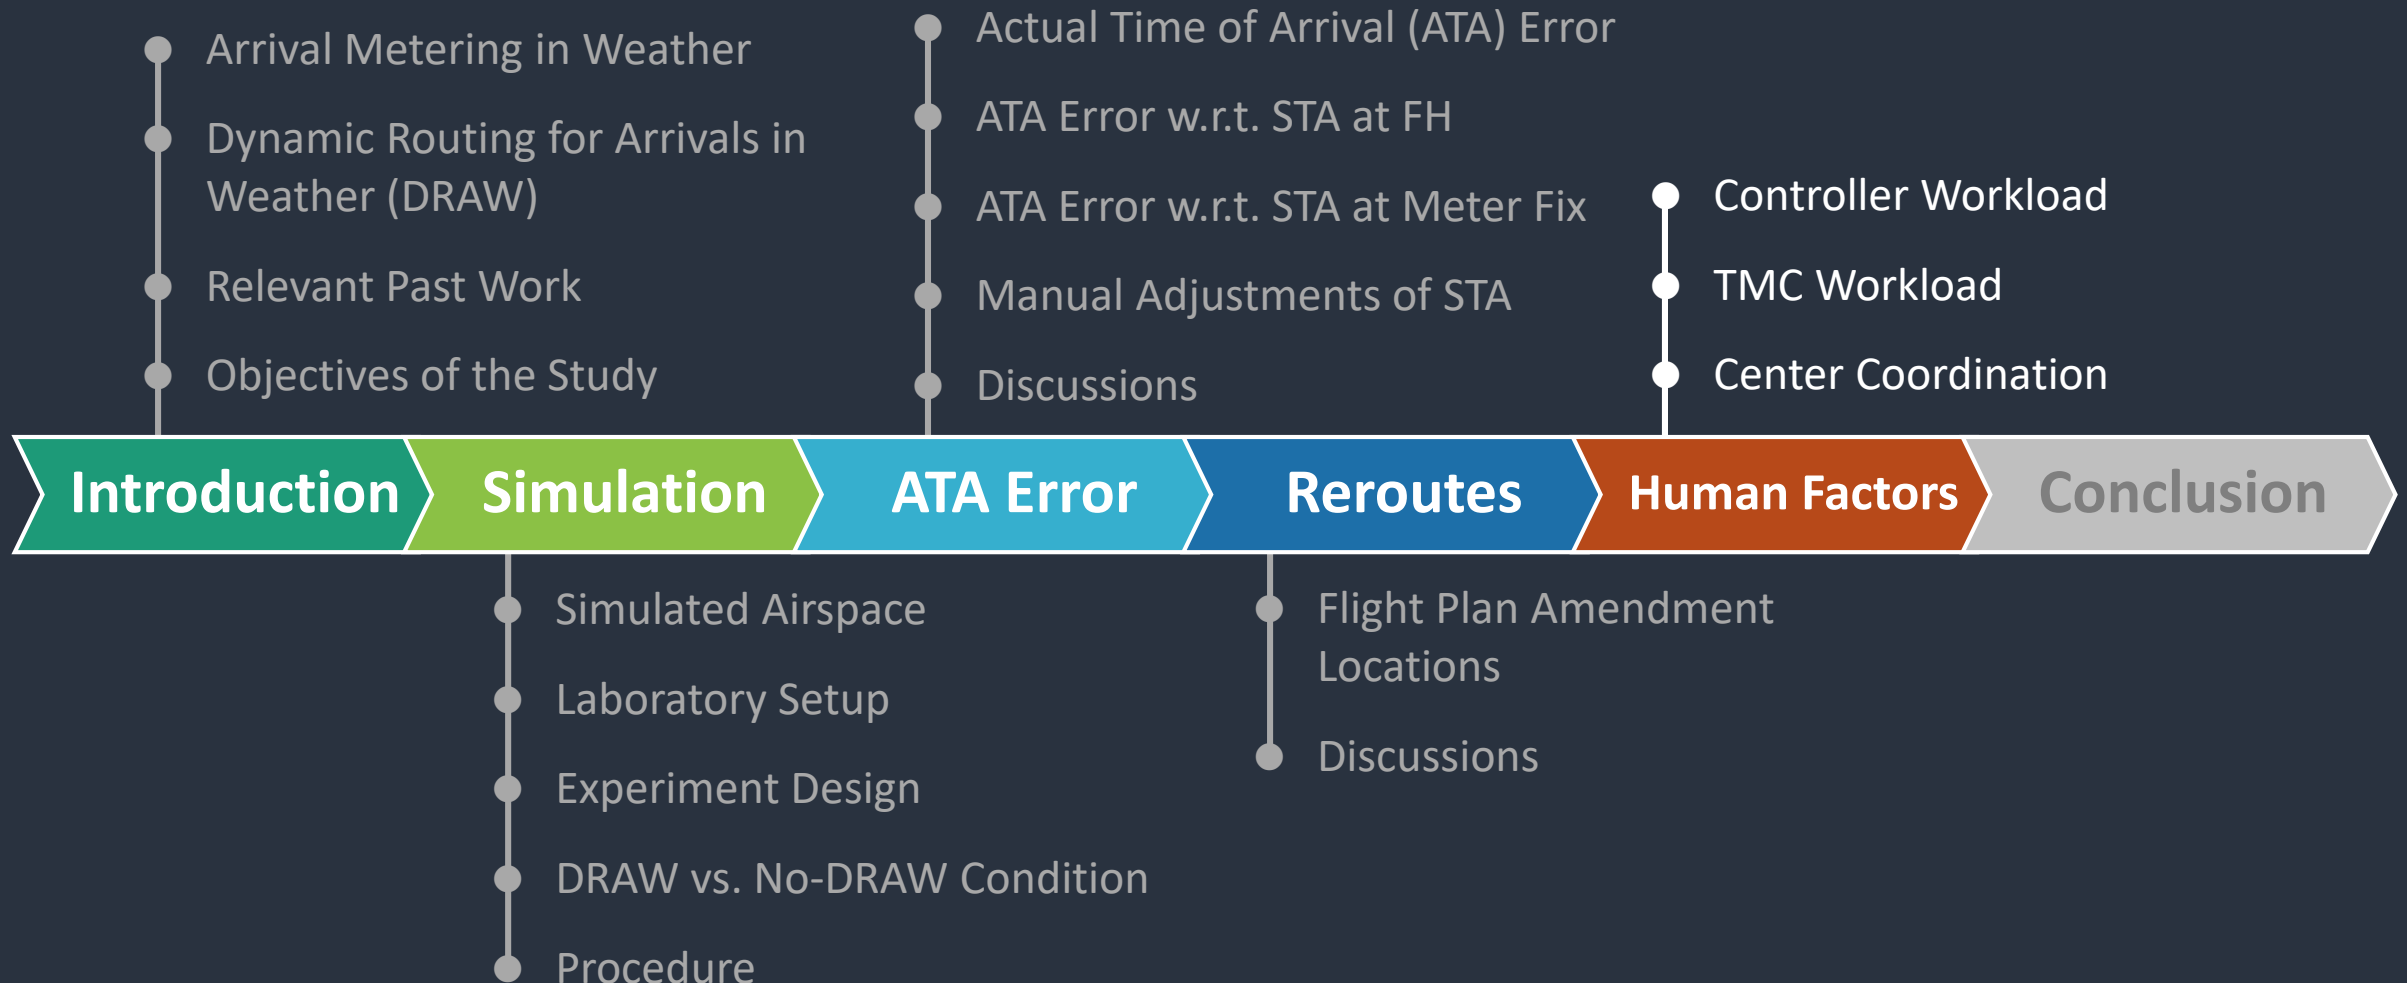 Arrival Metering in Weather
Dynamic Routing for Arrivals in
Weather (DRAW)
Relevant Past Work
Objectives of the Study
Actual Time of Arrival (ATA) Error
ATA Error w.r.t. STA at FH
ATA Error w.r.t. STA at Meter Fix
Manual Adjustments of STA
Discussions
Controller Workload
TMC Workload
Center Coordination
Introduction
Simulation
ATA Error
Reroutes
Human Factors
Conclusion
Simulated Airspace
Laboratory Setup
Experiment Design
DRAW vs. No-DRAW Condition
Procedure
Flight Plan Amendment
Locations
Discussions